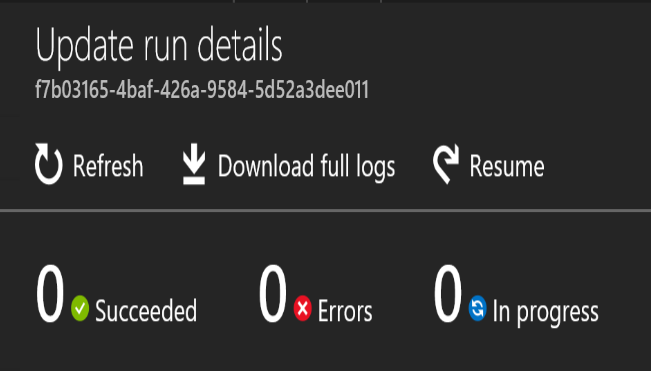 Update run details
f7b03165-4baf-426a-9584-5d52a3dee011
Refresh Download full logs Resume
0 Succeeded 0 Errors 0 In progress